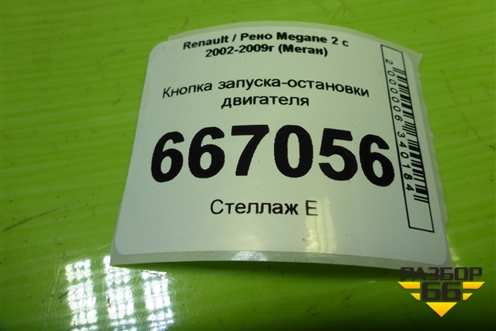 Renault / Рено Megane 2 с
2002-2009г (Меган)
Кнопка запуска-остановки
двигателя
667056
Стеллаж Е
2000006340184
РАЗБОР
66